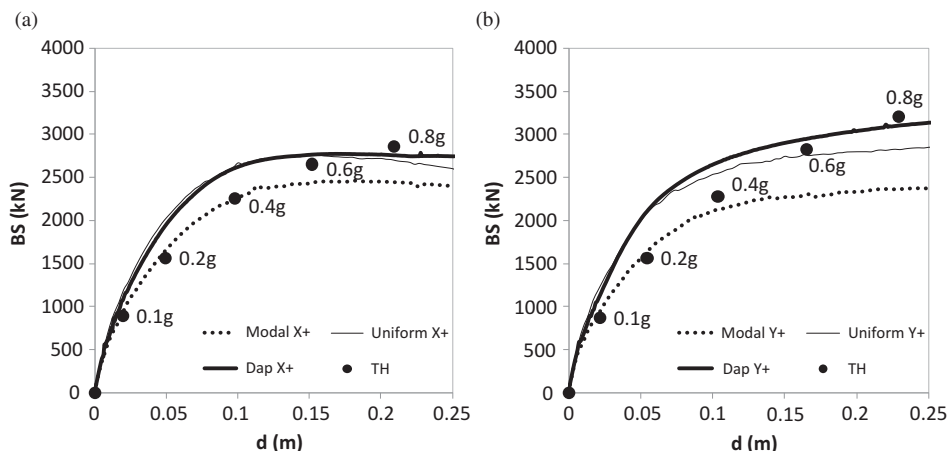 (a)
4000
3500
3000
2500
2000
1500
1000
500
0
BS (kN)
0 0.05 0.1 0.15 0.2 0.25
d (m)
0.1g
0.2g
0.4g
0.6g
0.8g
Modal X+ Uniform X+
Dap X+ TH
(b)
4000
3500
3000
2500
2000
1500
1000
500
0
BS (kN)
0 0.05 0.1 0.15 0.2 0.25
d (m)
0.1g
0.2g
0.4g
0.6g
0.8g
Modal Y+ Uniform Y+
Dap Y+ TH